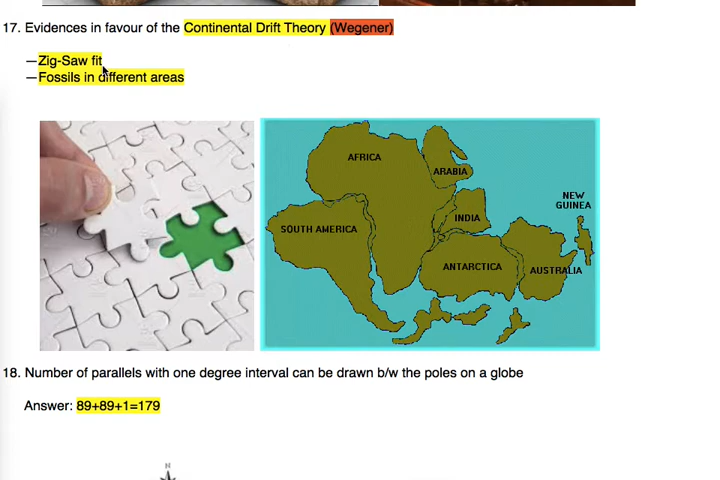 17. Evidences in favour of the Continental Drift Theory (Wegener)
—Zig-Saw fit
—Fossils in different areas
AFRICA
ARABIA
NEW
GUINEA
INDIA
SOUTH AMERICA
ANTARCTICA
AUSTRALIA
18. Number of parallels with one degree interval can be drawn b/w the poles on a globe
Answer: 89+89+1=179
N